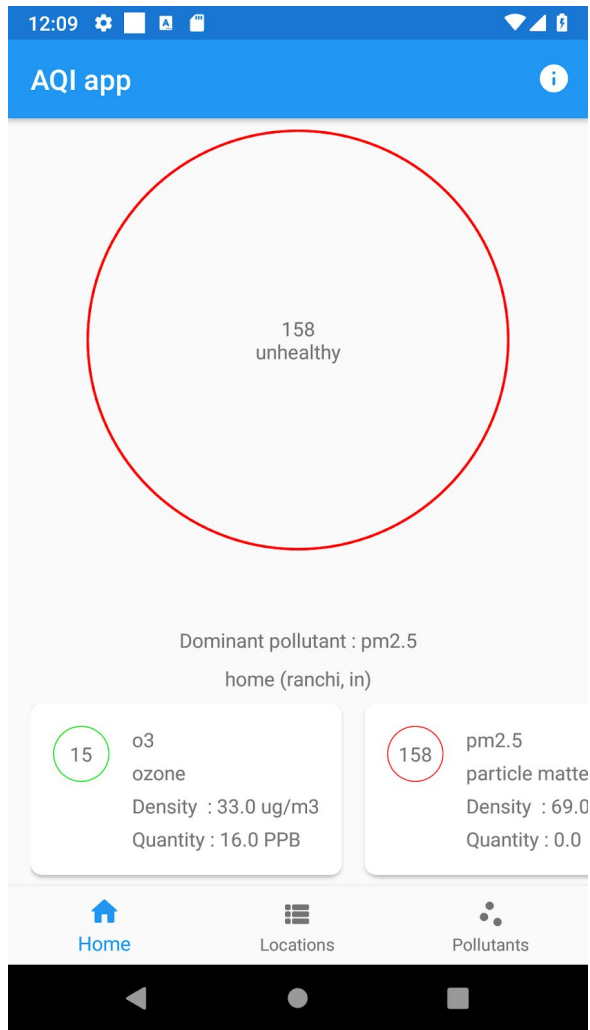 12:09
AQI app
158
unhealthy
Dominant pollutant : pm2.5
home (ranchi, in)
15
o3
ozone
Density : 33.0 ug/m3
Quantity : 16.0 PPB
158
pm2.5
particle matte
Density : 69.0
Quantity : 0.0
Home
Locations
Pollutants